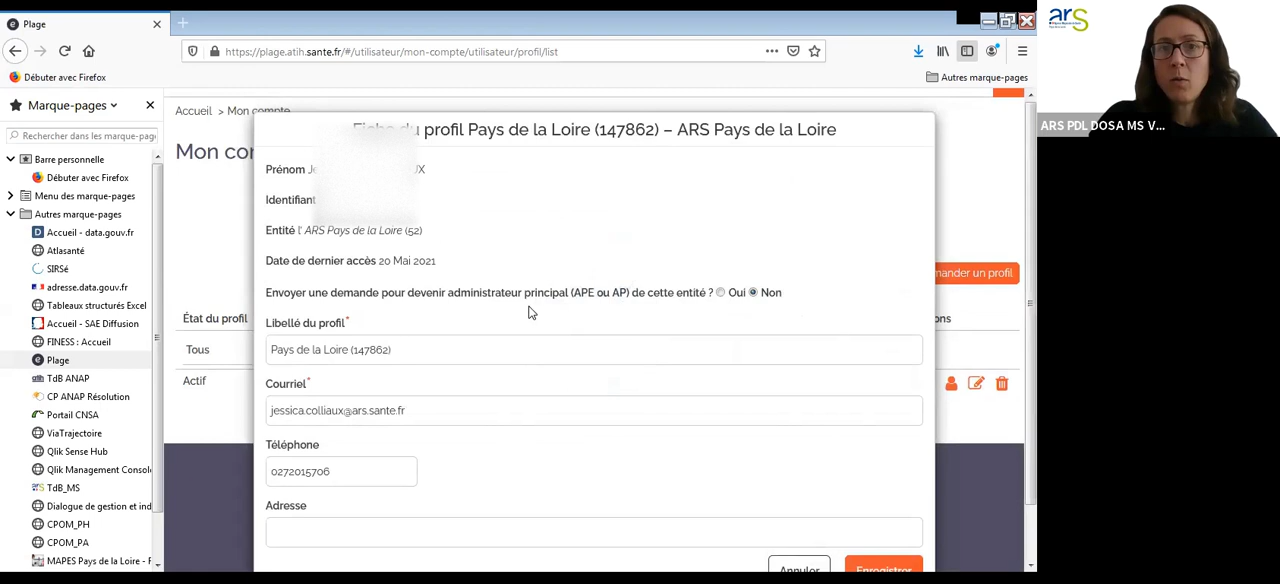 Plage
https://plage.atih.sante.fr/#/utilisateur/mon-compte/utilisateur/profil/list
Débuter avec Firefox
Autres marque-pages
ars
ARS PDL DOSA MS V...
Marque-pages
Rechercher dans les marque-pag
Barre personnelle
Débuter avec Firefox
Menu des marque-pages
Autres marque-pages
Accueil - data.gouv.fr
Atlasanté
SIRSé
adresse.data.gouv.fr
Tableaux structurés Excel
Accueil - SAE Diffusion
FINESS : Accueil
Plage
TdB ANAP
CP ANAP Résolution
Portail CNSA
ViaTrajectoire
Qlik Sense Hub
Qlik Management Consol
TdB_MS
Dialogue de gestion et ind
CPOM_PH
CPOM_PA
MAPES Pays de la Loire - F
Accueil > Mon compte
Mon co
mander un profil
État du profil
ons
Tous
Actif
Fiche du profil Pays de la Loire (147862) – ARS Pays de la Loire
Prénom Je UX
Identifiant
Entité l' ARS Pays de la Loire (52)
Date de dernier accès 20 Mai 2021
Envoyer une demande pour devenir administrateur principal (APE ou AP) de cette entité ? Oui Non
Libellé du profil*
Pays de la Loire (147862)
Courriel*
jessica.colliaux@ars.sante.fr
Téléphone
0272015706
Adresse
Annuler
Enregistrer